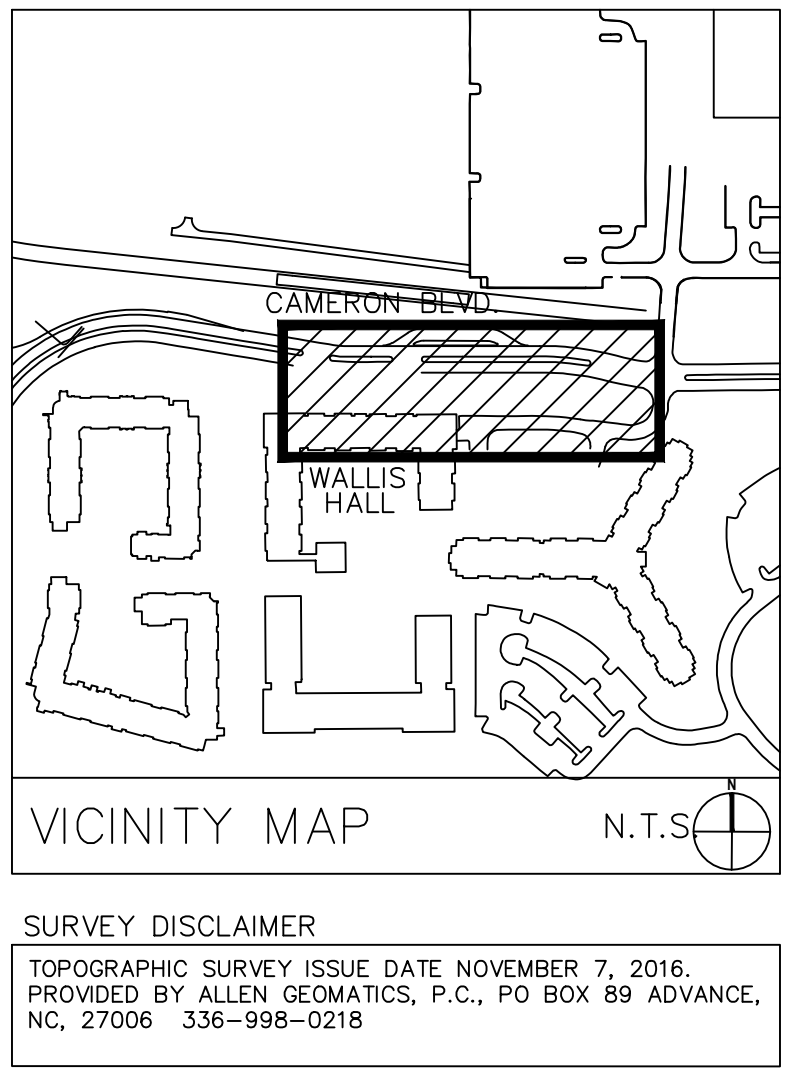 CAMERON BLVD.
WALLIS
HALL
N
VICINITY MAP
N.T.S.
SURVEY DISCLAIMER
TOPOGRAPHIC SURVEY ISSUE DATE NOVEMBER 7, 2016.
PROVIDED BY ALLEN GEOMATICS, P.C., PO BOX 89 ADVANCE,
NC, 27006 336-998-0218